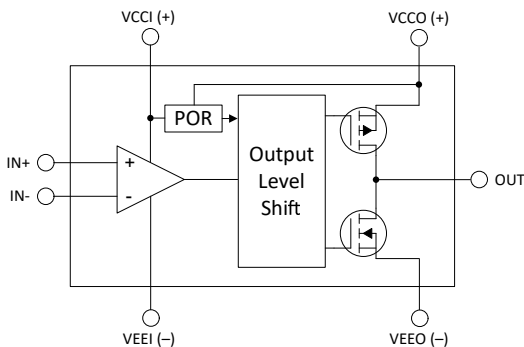 VCCI (+)
VCCO (+)
POR
IN+
+
IN-
-
Output
Level
Shift
OUT
VEEI (–)
VEEO (–)